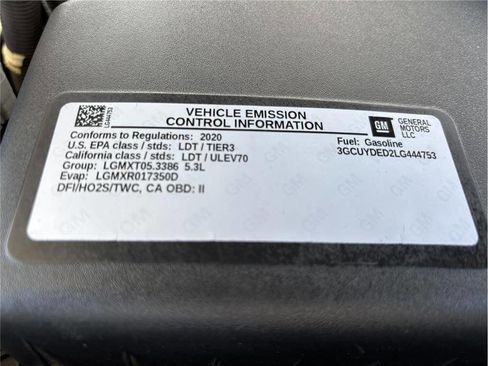 LG444753
VEHICLE EMISSION
CONTROL INFORMATION
GM
GENERAL
MOTORS
LLC
Conforms to Regulations: 2020
U.S. EPA class / stds: LDT / TIER3
California class / stds: LDT / ULEV70
Group: LGMXT05.3386 5.3L
Evap: LGMXR017350D
DFI/HO2S/TWC, CA OBD: II
Fuel: Gasoline
3GCUYDED2LG444753